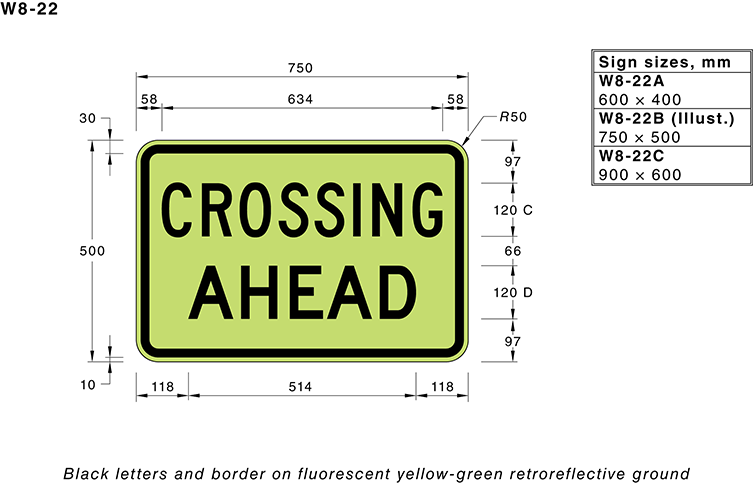 W8-22
Sign sizes, mm
W8-22A
600 × 400
W8-22B (Illust.)
750 × 500
W8-22C
900 × 600
750
58 634 58
30
R50
97
CROSSING
120 C
500
66
AHEAD
120 D
97
10
118 514 118
Black letters and border on fluorescent yellow-green retroreflective ground